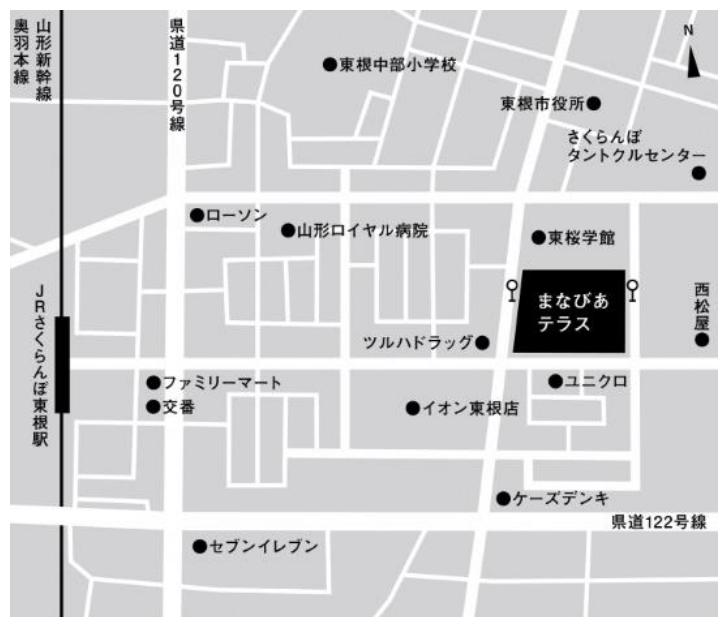 山形新幹線
奥羽本線
県道120号線
東根中部小学校
N
東根市役所
さくらんぼ
タントクルセンター
ローソン
山形ロイヤル病院
東桜学館
まなびあ
テラス
西松屋
JRさくらんぼ東根駅
ツルハドラッグ
ファミリーマート
ユニクロ
交番
イオン東根店
ケーズデンキ
県道122号線
セブンイレブン